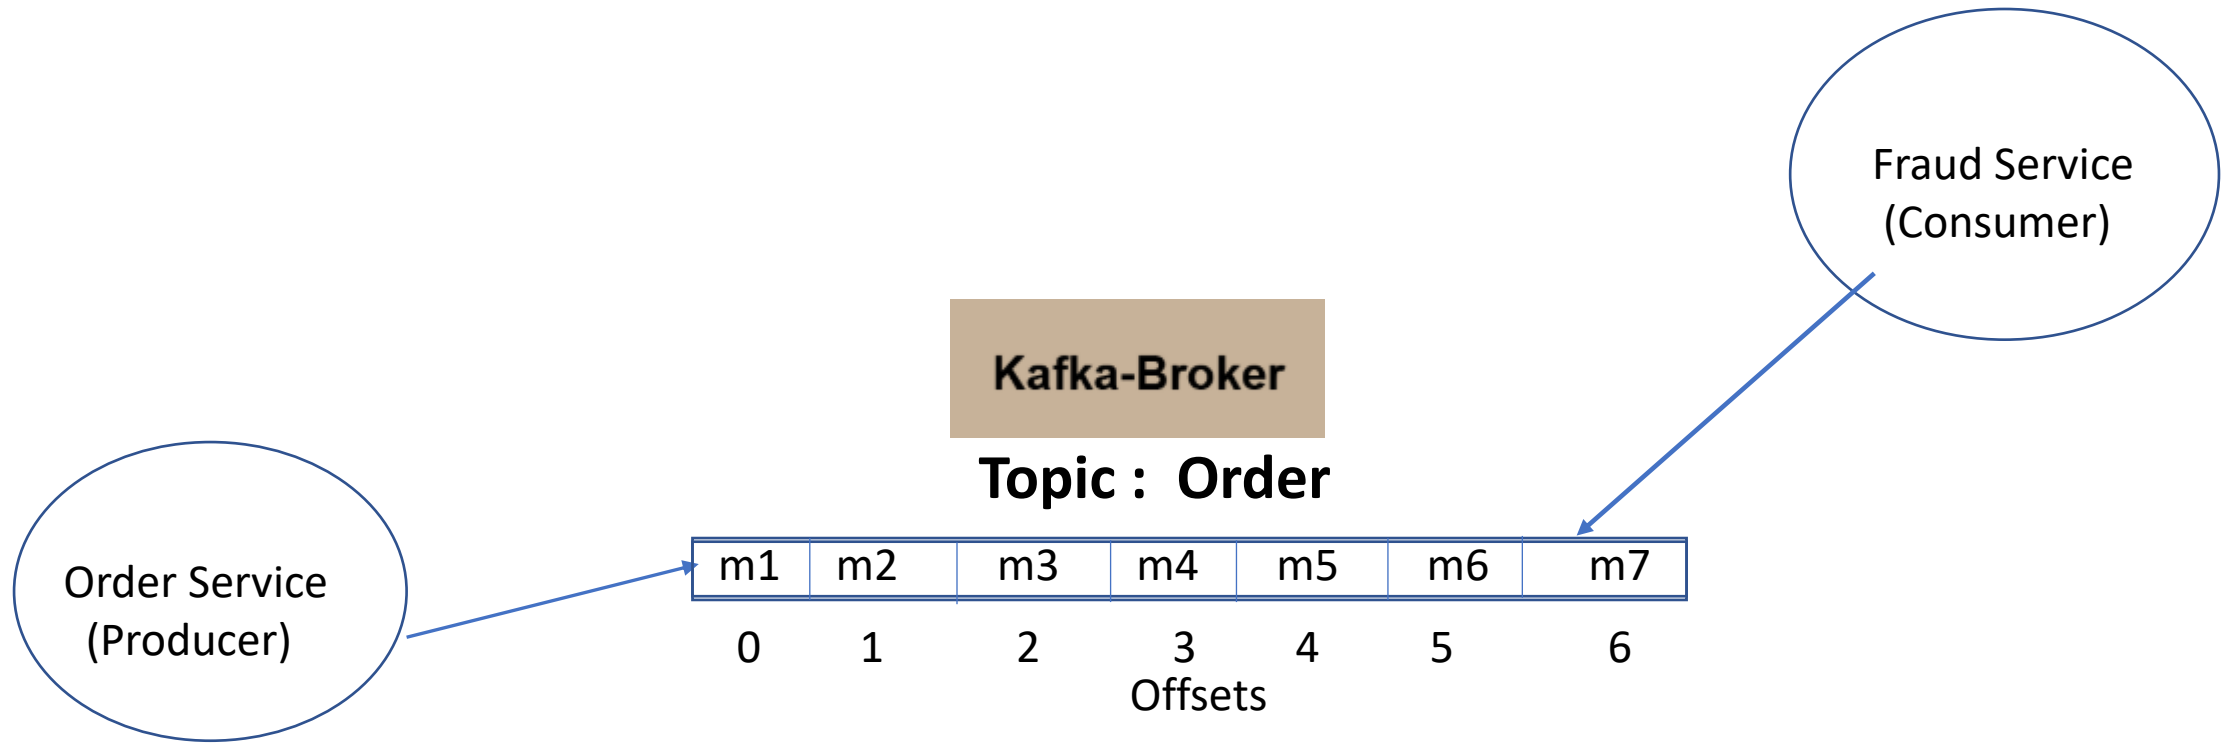 Fraud Service
(Consumer)
Kafka-Broker
Topic :  Order
Order Service
(Producer)
m1 m2 m3 m4 m5 m6 m7
0 1 2 3 4 5 6
Offsets